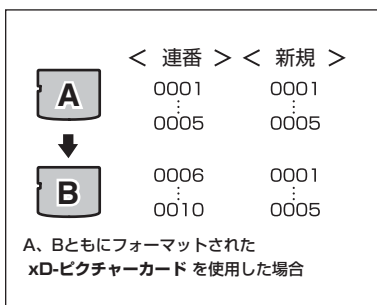 ＜ 連番 ＞＜ 新規 ＞
A 0001 0001
⋮ ⋮
0005 0005
B 0006 0001
⋮ ⋮
0010 0005
A、Bともにフォーマットされた
xD-ピクチャーカード を使用した場合